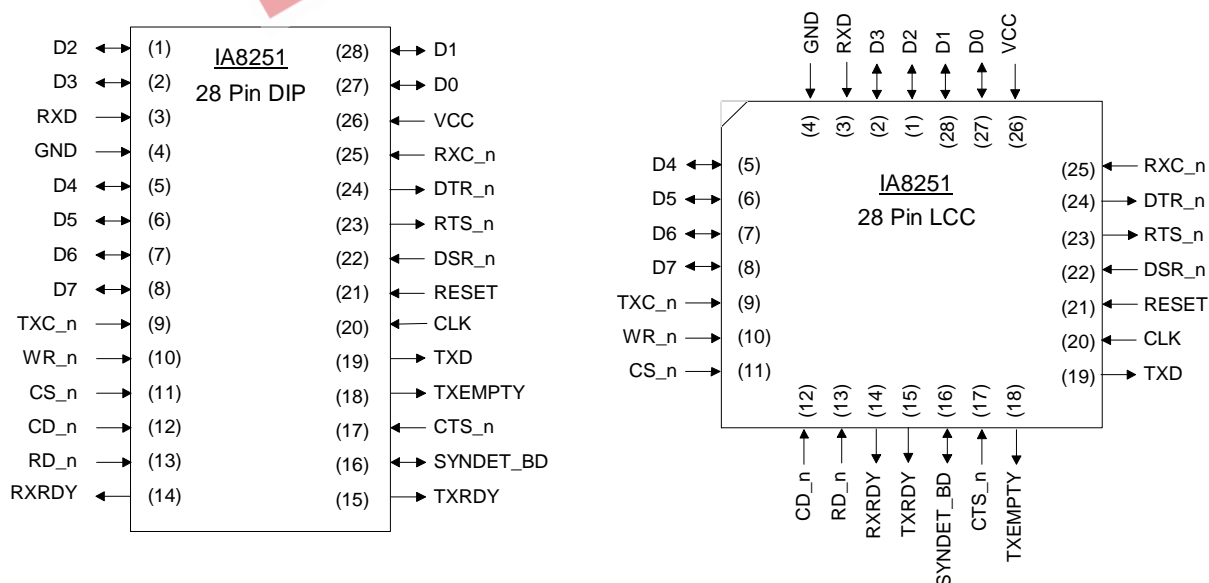 IA8251
28 Pin DIP
D2 (1) (28) D1
D3 (2) (27) D0
RXD (3) (26) VCC
GND (4) (25) RXC_n
D4 (5) (24) DTR_n
D5 (6) (23) RTS_n
D6 (7) (22) DSR_n
D7 (8) (21) RESET
TXC_n (9) (20) CLK
WR_n (10) (19) TXD
CS_n (11) (18) TXEMPTY
CD_n (12) (17) CTS_n
RD_n (13) (16) SYNDET_BD
RXRDY (14) (15) TXRDY
GND RXD D3 D2 D1 D0 VCC
(4) (3) (2) (1) (28) (27) (26)
IA8251
28 Pin LCC
D4 (5) (25) RXC_n
D5 (6) (24) DTR_n
D6 (7) (23) RTS_n
D7 (8) (22) DSR_n
TXC_n (9) (21) RESET
WR_n (10) (20) CLK
CS_n (11) (19) TXD
(12) (13) (14) (15) (16) (17) (18)
CD_n RD_n RXRDY TXRDY SYNDET_BD CTS_n TXEMPTY